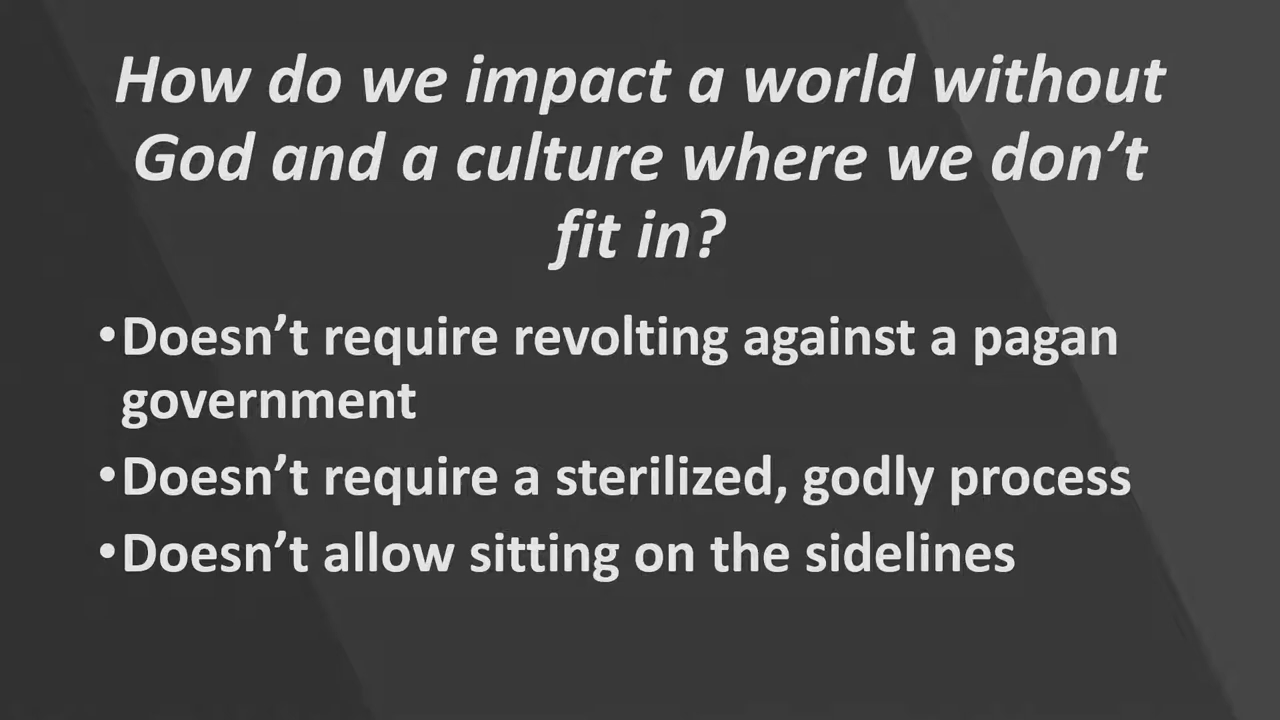 How do we impact a world without
God and a culture where we don’t
fit in?
•Doesn’t require revolting against a pagan
government
•Doesn’t require a sterilized, godly process
•Doesn’t allow sitting on the sidelines